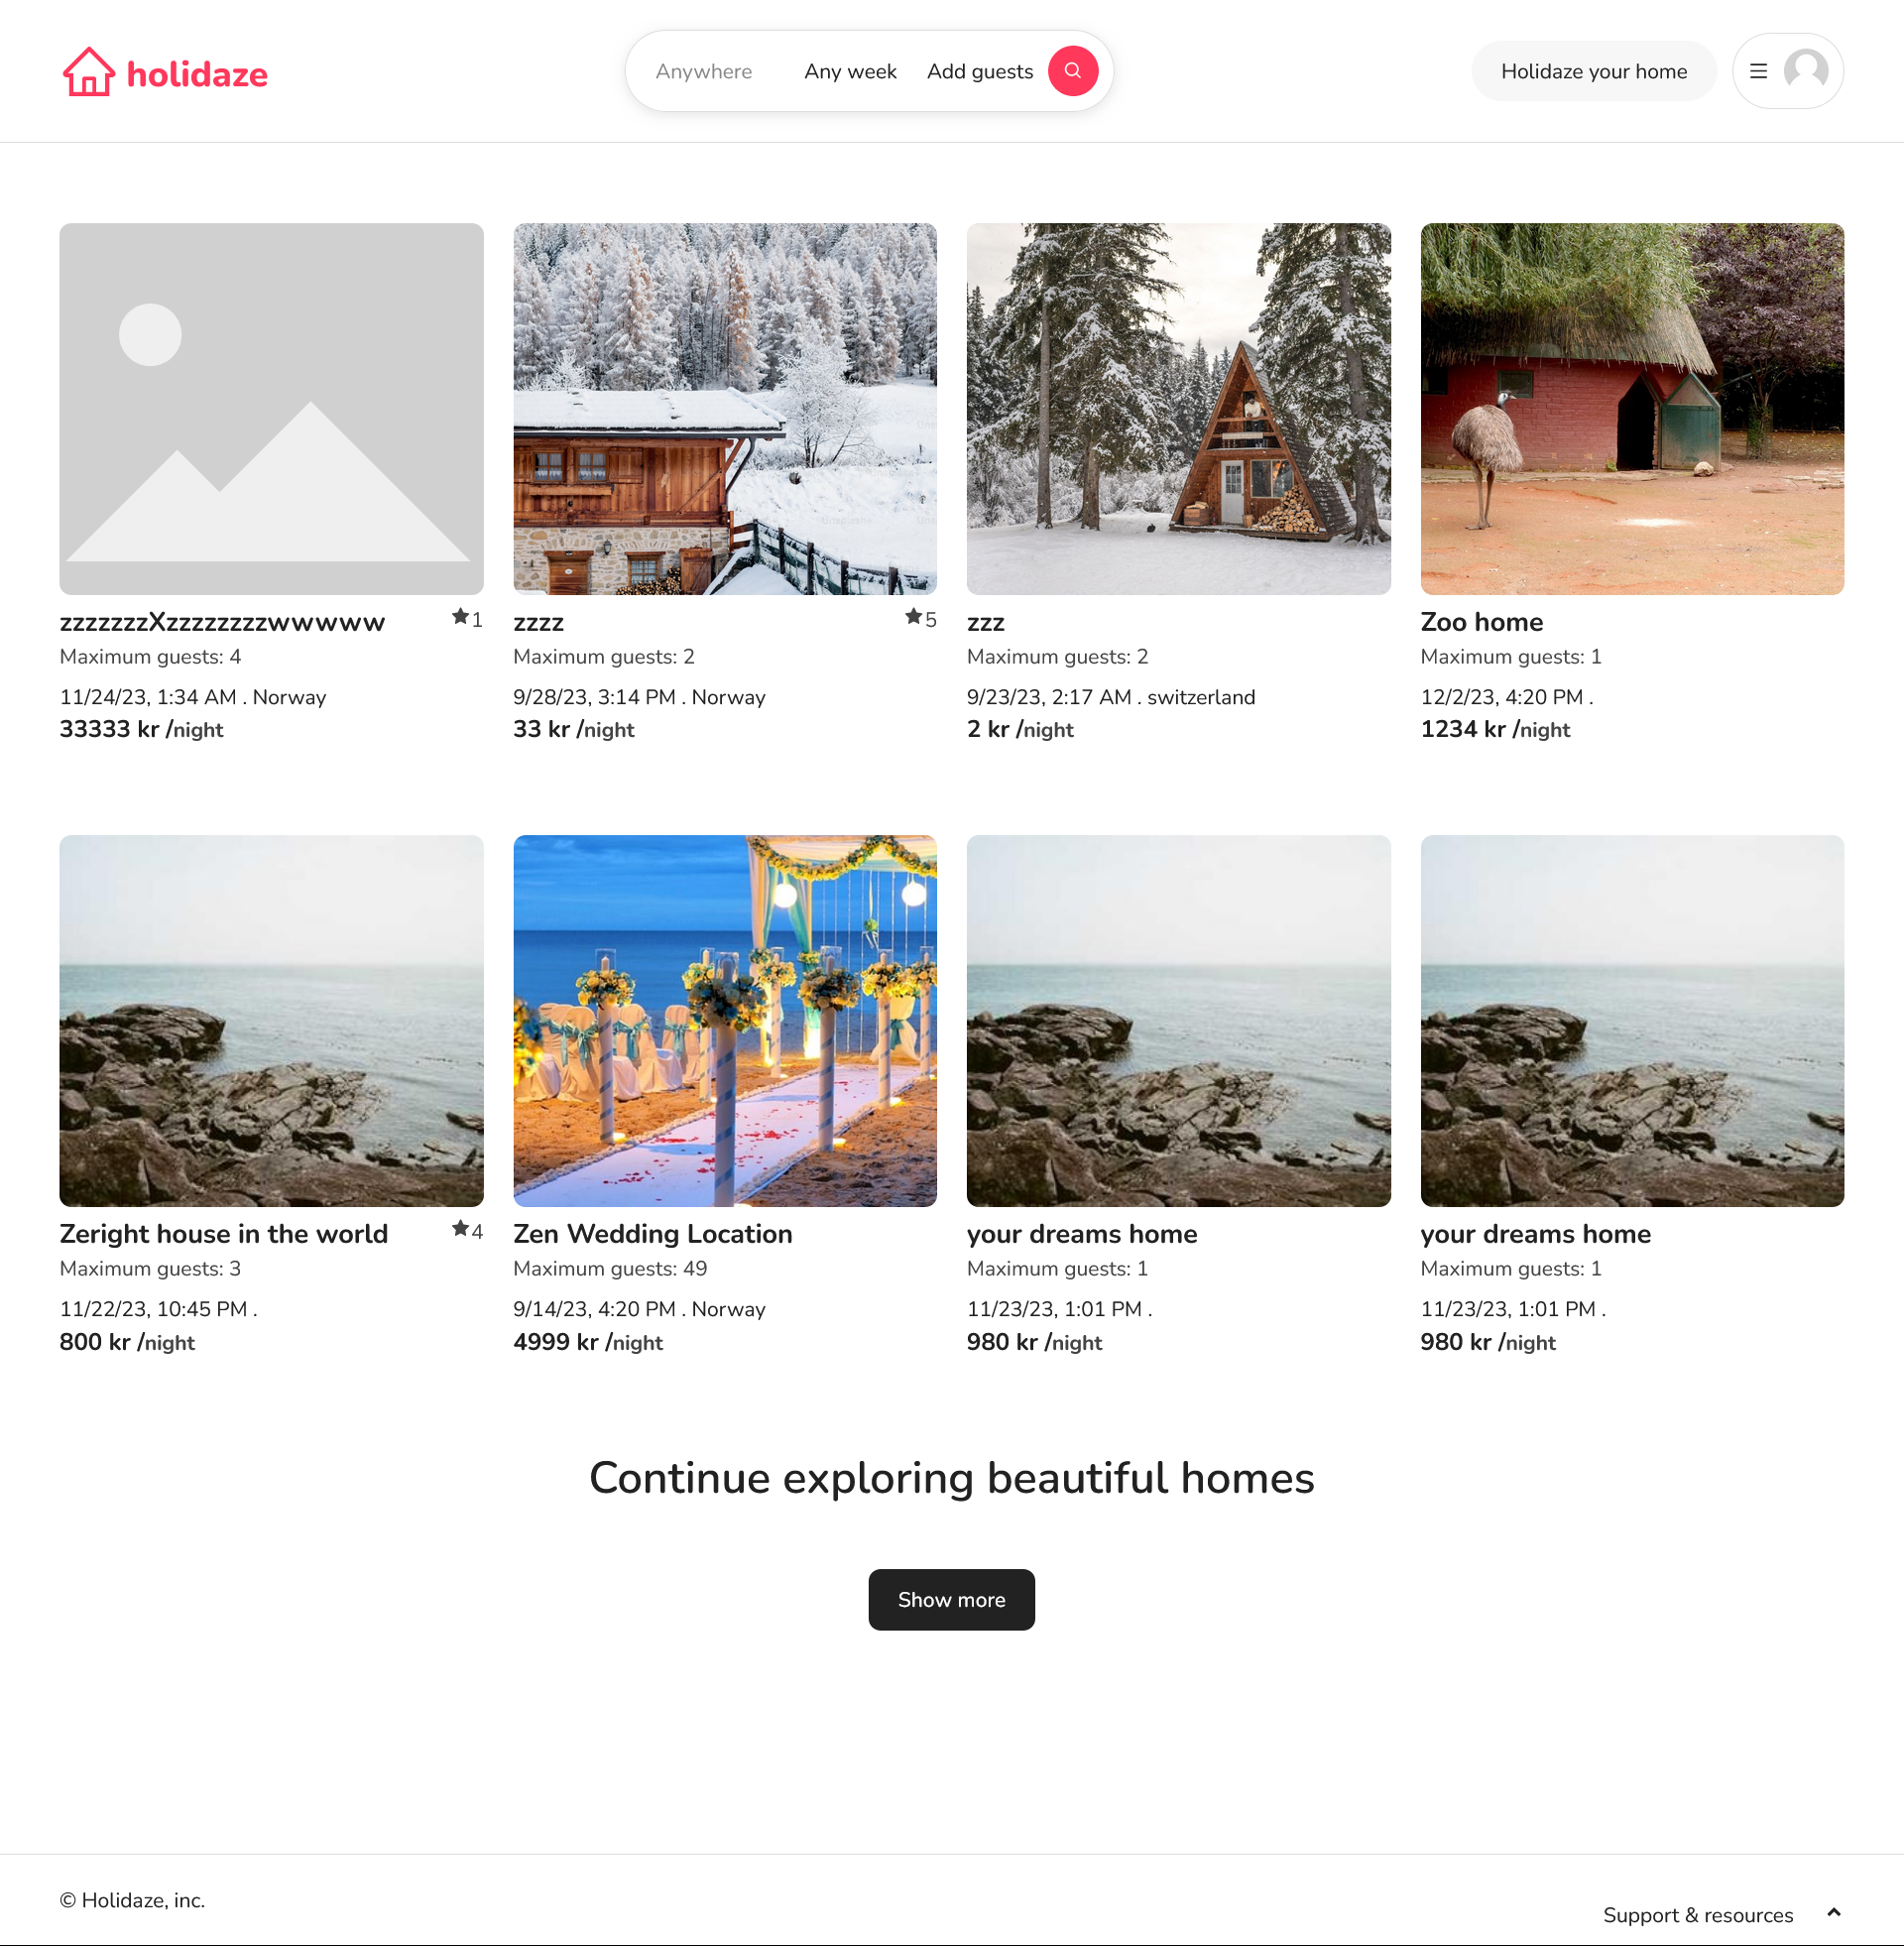 holidaze
Anywhere Any week Add guests
Holidaze your home
zzzzzzzXzzzzzzzzwwwww 1
Maximum guests: 4
11/24/23, 1:34 AM . Norway
33333 kr /night
zzzz 5
Maximum guests: 2
9/28/23, 3:14 PM . Norway
33 kr /night
zzz
Maximum guests: 2
9/23/23, 2:17 AM . switzerland
2 kr /night
Zoo home
Maximum guests: 1
12/2/23, 4:20 PM .
1234 kr /night
Zeright house in the world 4
Maximum guests: 3
11/22/23, 10:45 PM .
800 kr /night
Zen Wedding Location
Maximum guests: 49
9/14/23, 4:20 PM . Norway
4999 kr /night
your dreams home
Maximum guests: 1
11/23/23, 1:01 PM .
980 kr /night
your dreams home
Maximum guests: 1
11/23/23, 1:01 PM .
980 kr /night
Continue exploring beautiful homes
Show more
© Holidaze, inc.
Support & resources